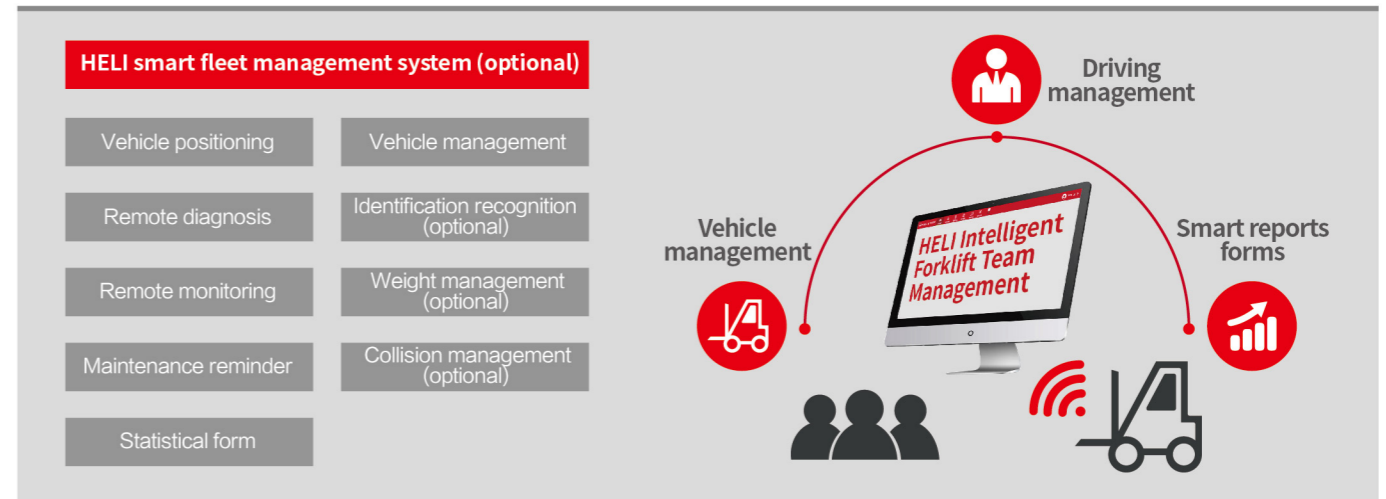 HELI smart fleet management system (optional)
Vehicle positioning
Vehicle management
Remote diagnosis
Identification recognition
(optional)
Remote monitoring
Weight management
(optional)
Maintenance reminder
Collision management
(optional)
Statistical form
Driving
management
Vehicle
management
Smart reports
forms
HELI Intelligent
Forklift Team
Management